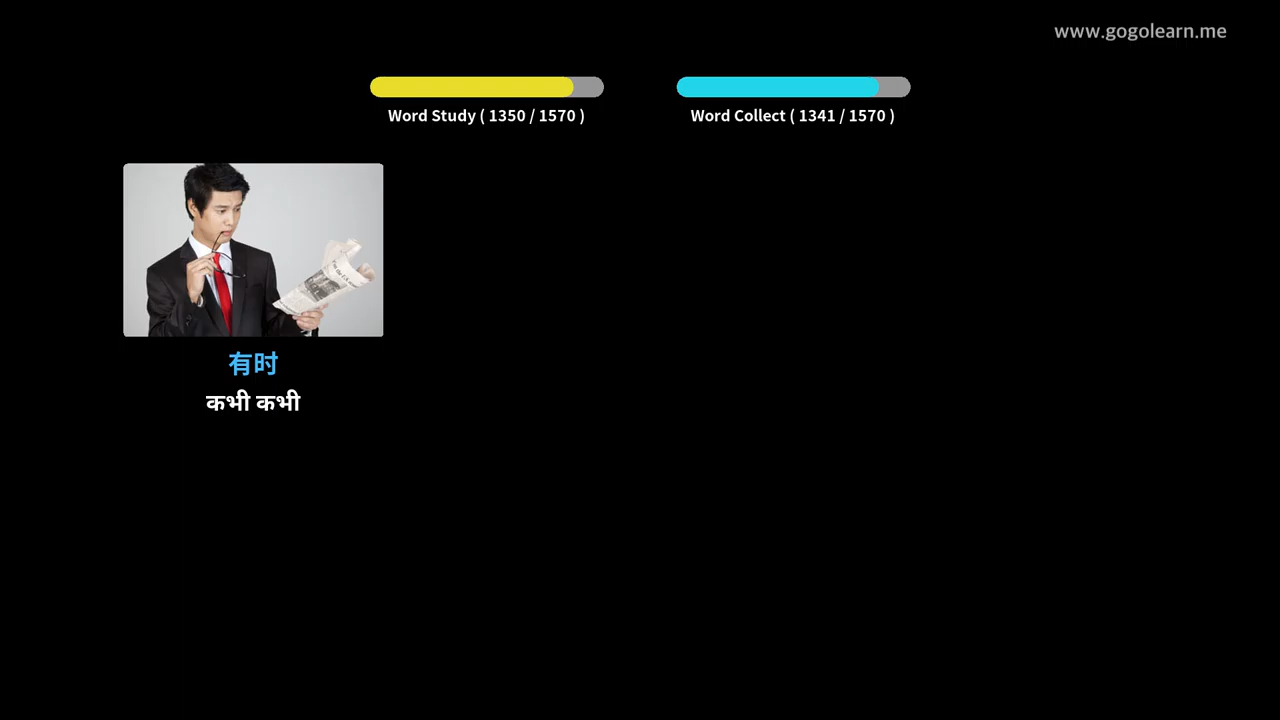 www.gogolearn.me
Word Study ( 1350 / 1570 )
Word Collect ( 1341 / 1570 )
有时
कभी कभी